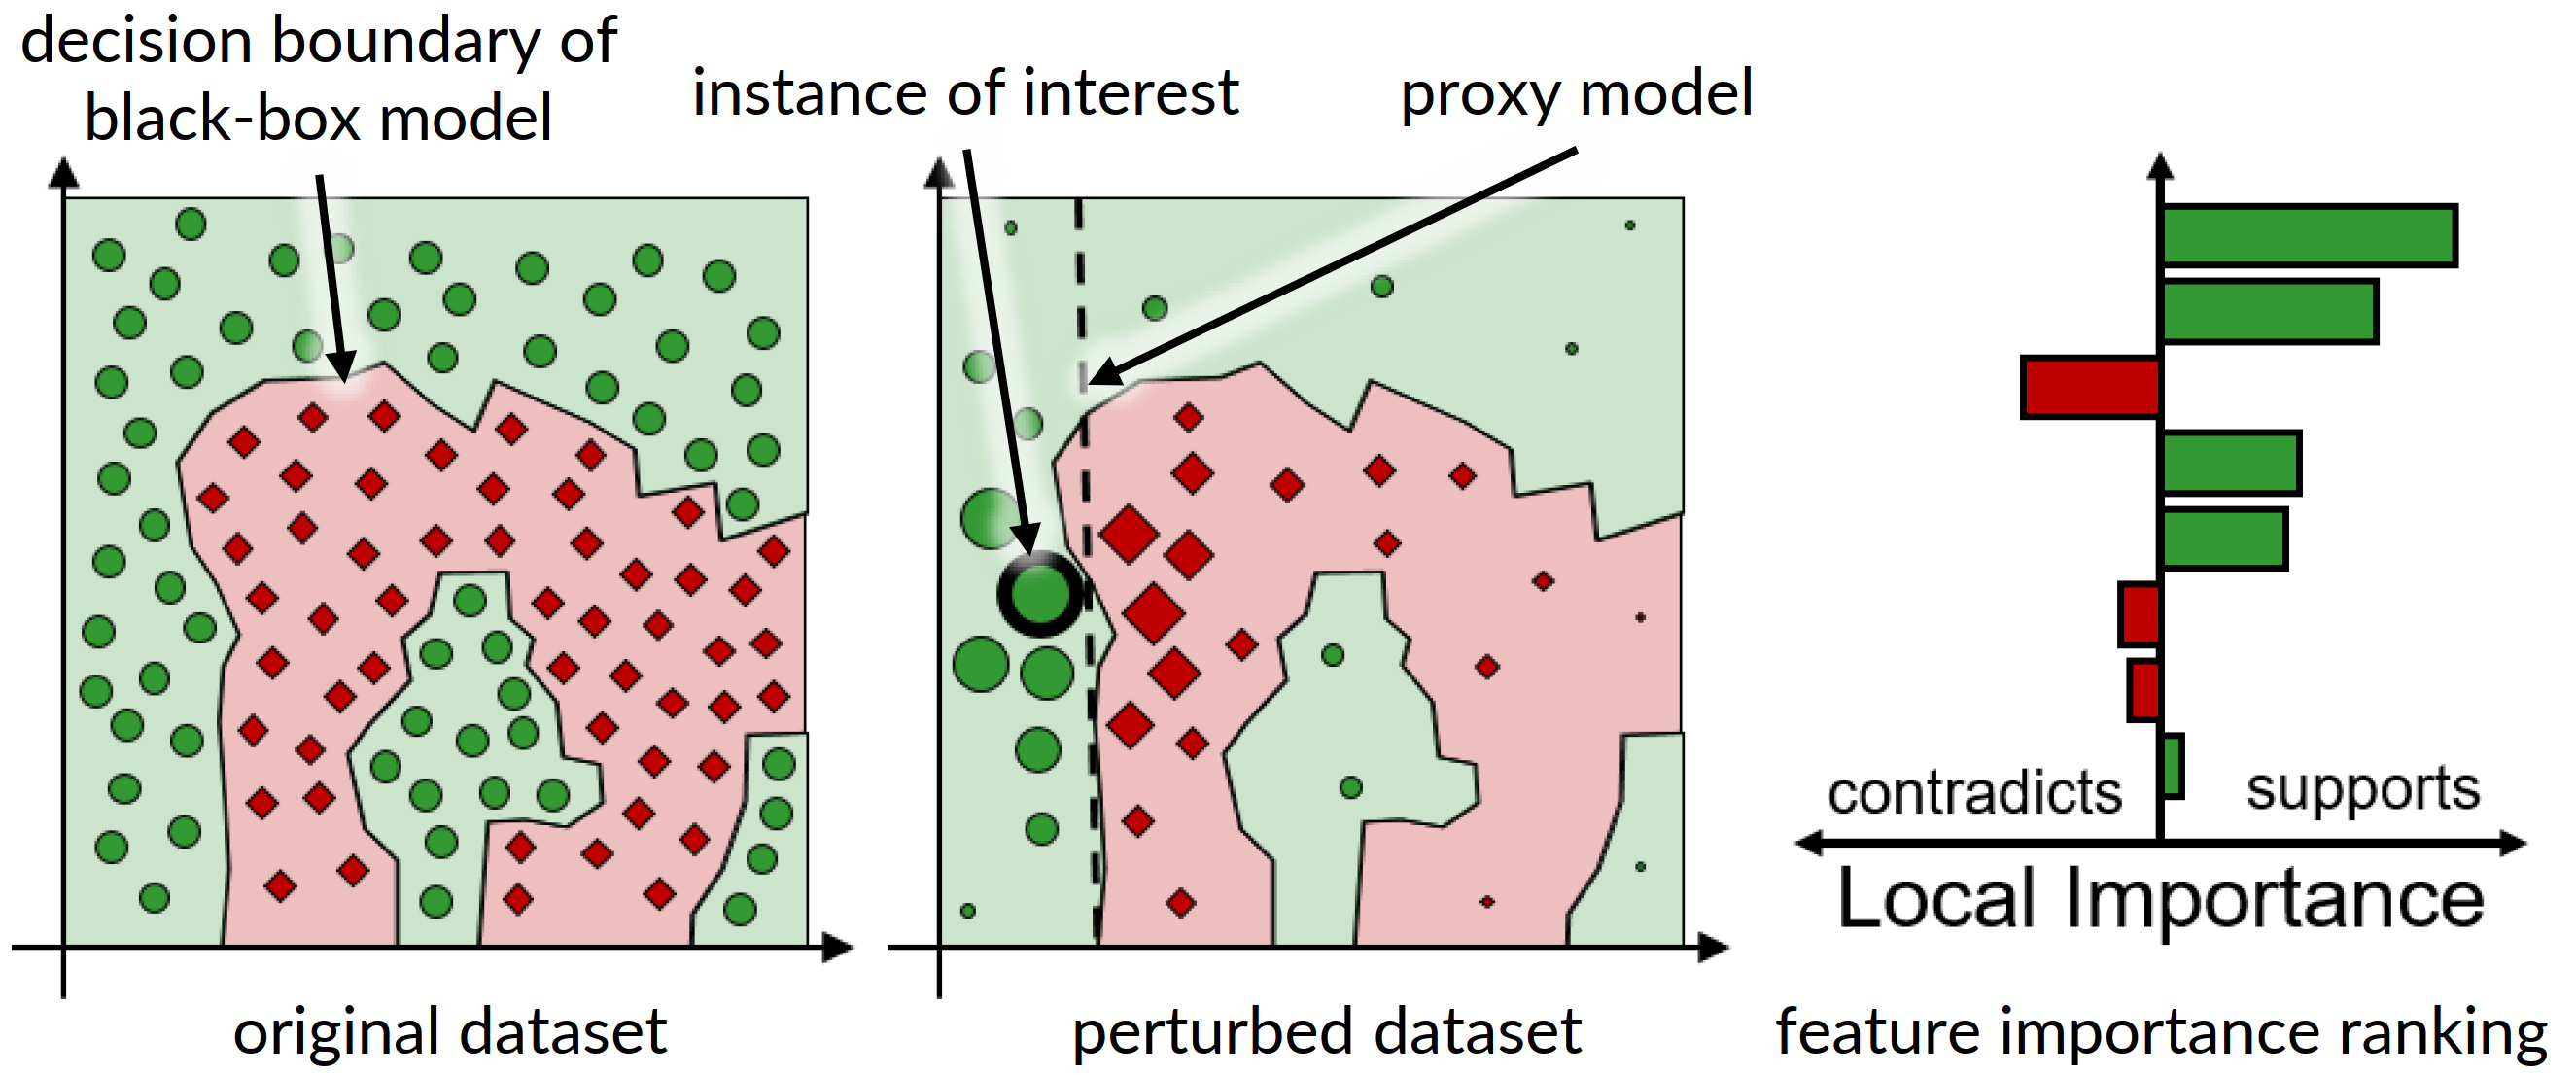 decision boundary of
black-box model
instance of interest
proxy model
contradicts
supports
Local Importance
original dataset
perturbed dataset
feature importance ranking